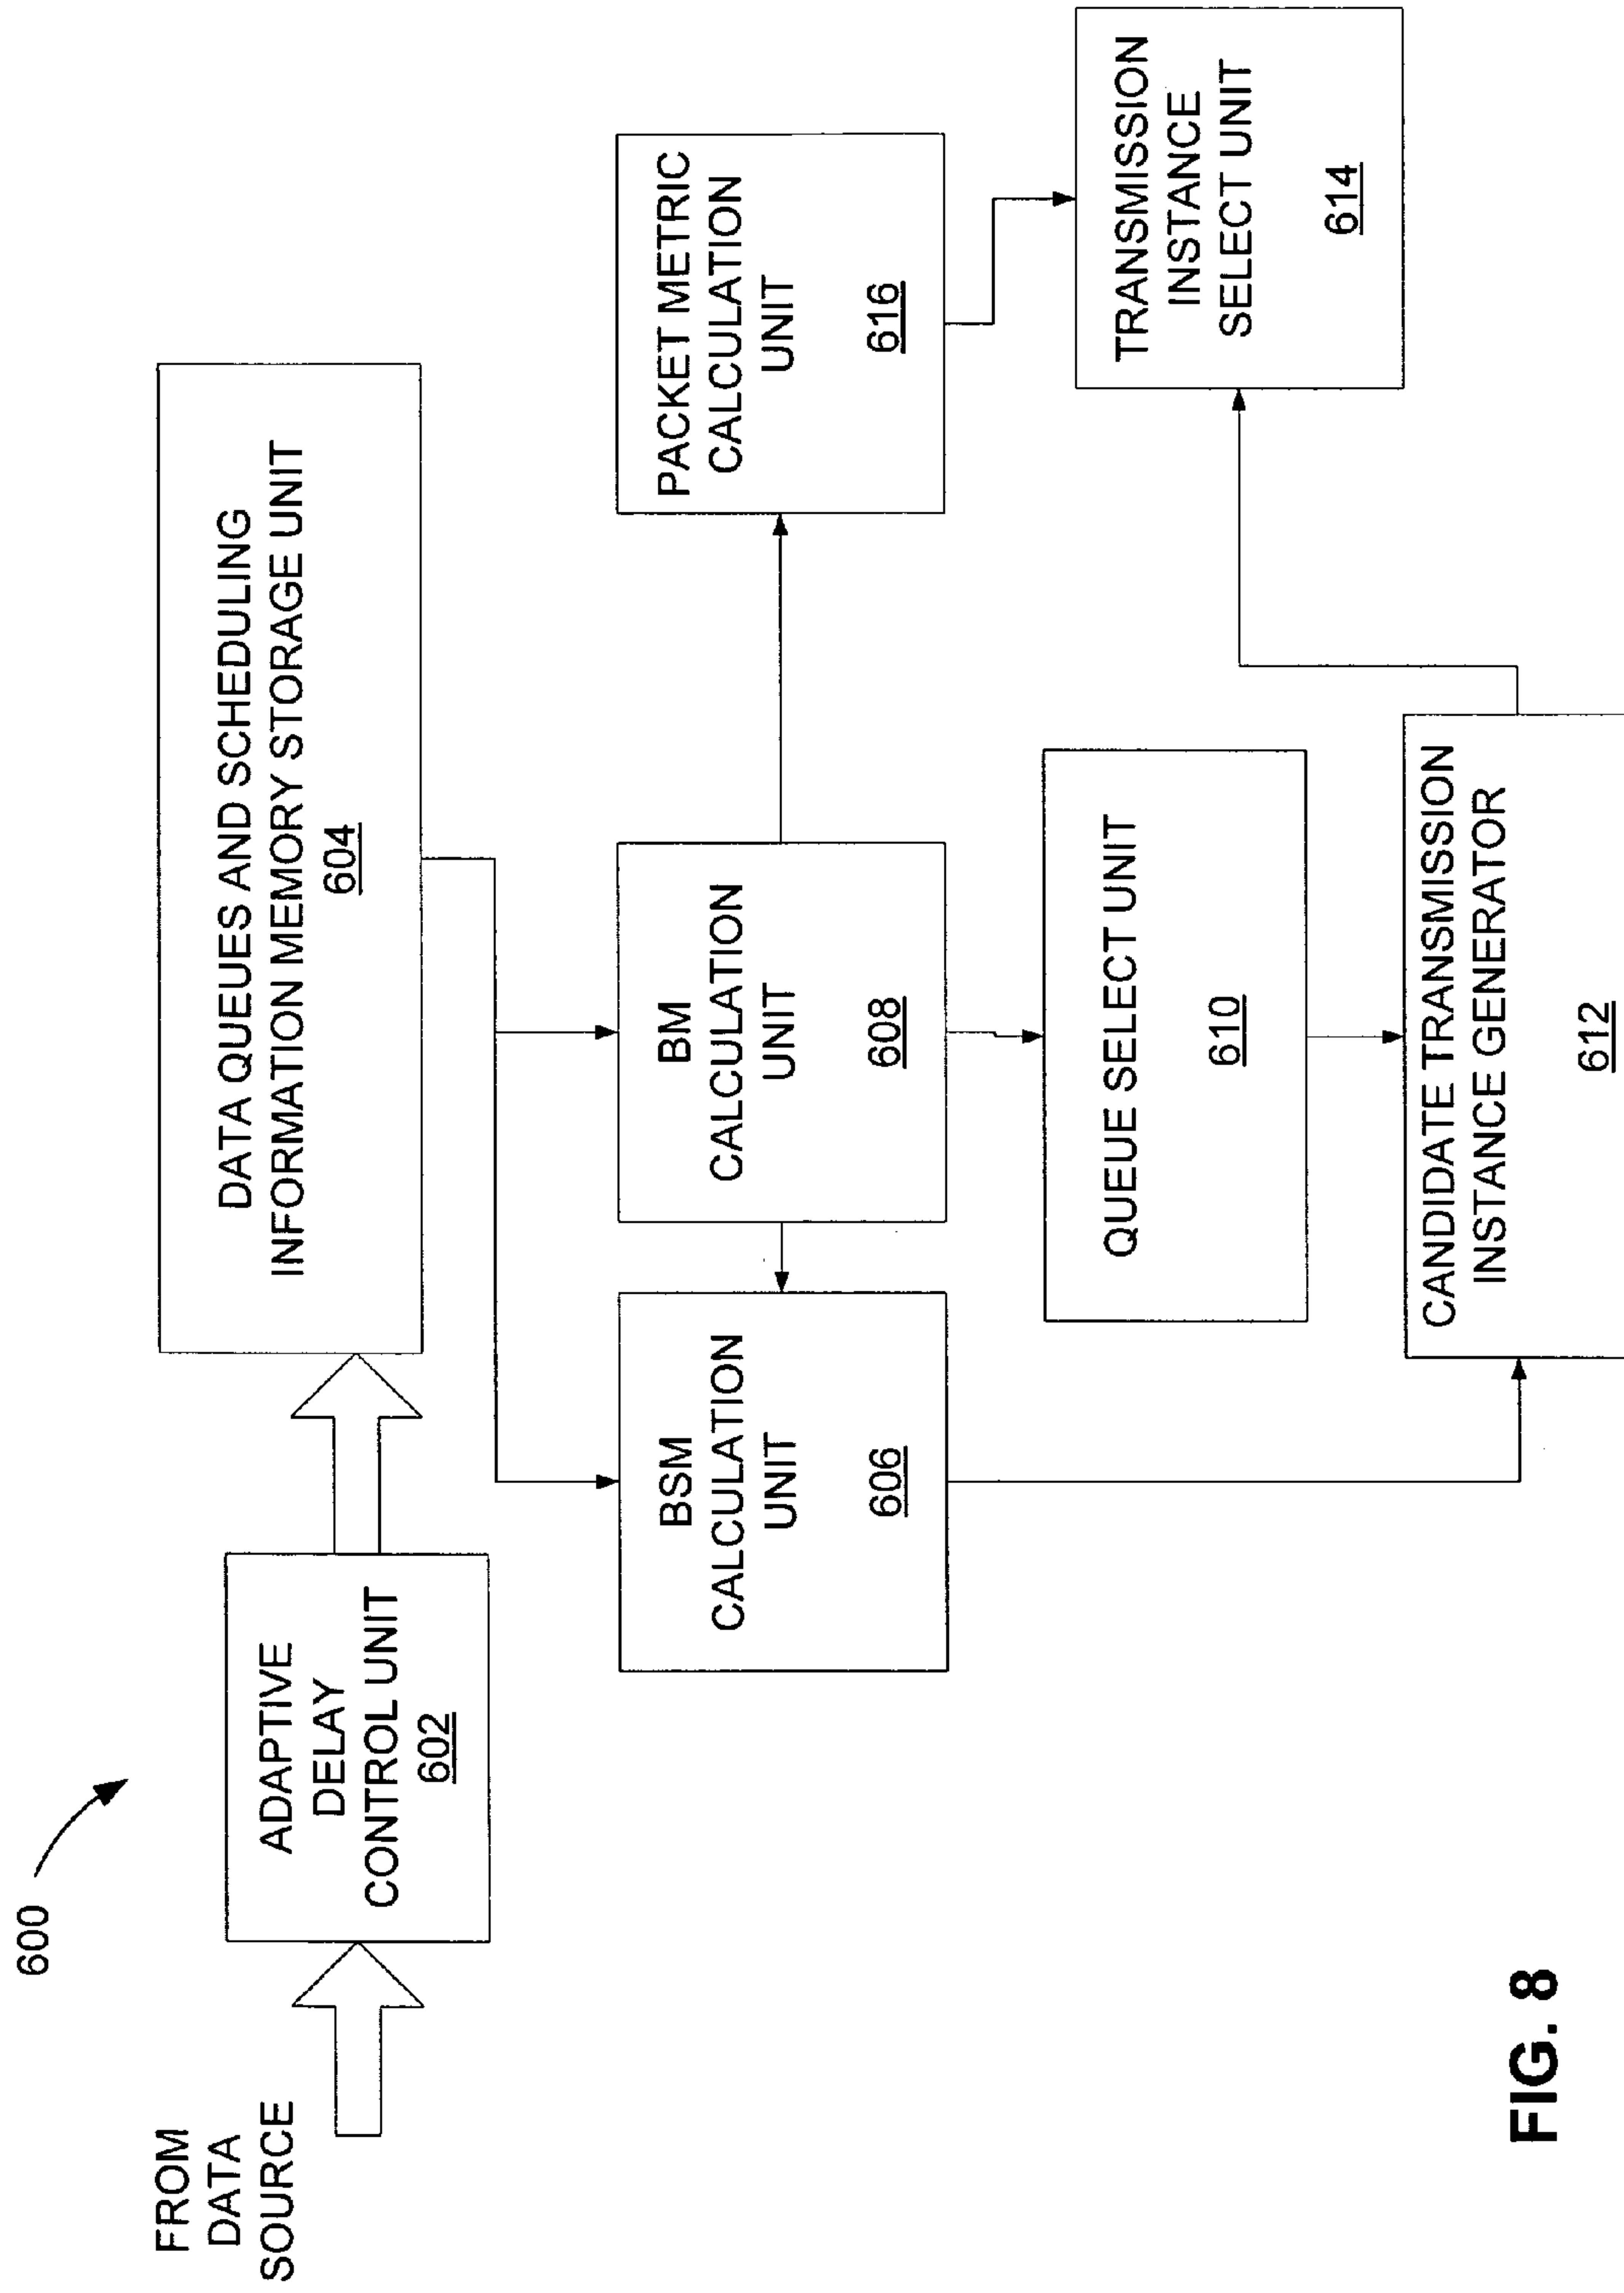 600
FROM
DATA
SOURCE
ADAPTIVE
DELAY
CONTROL UNIT
602
DATA QUEUES AND SCHEDULING
INFORMATION MEMORY STORAGE UNIT
604
BSM
CALCULATION
UNIT
606
BM
CALCULATION
UNIT
608
PACKET METRIC
CALCULATION
UNIT
616
QUEUE SELECT UNIT
610
TRANSMISSION
INSTANCE
SELECT UNIT
614
CANDIDATE TRANSMISSION
INSTANCE GENERATOR
612
FIG. 8